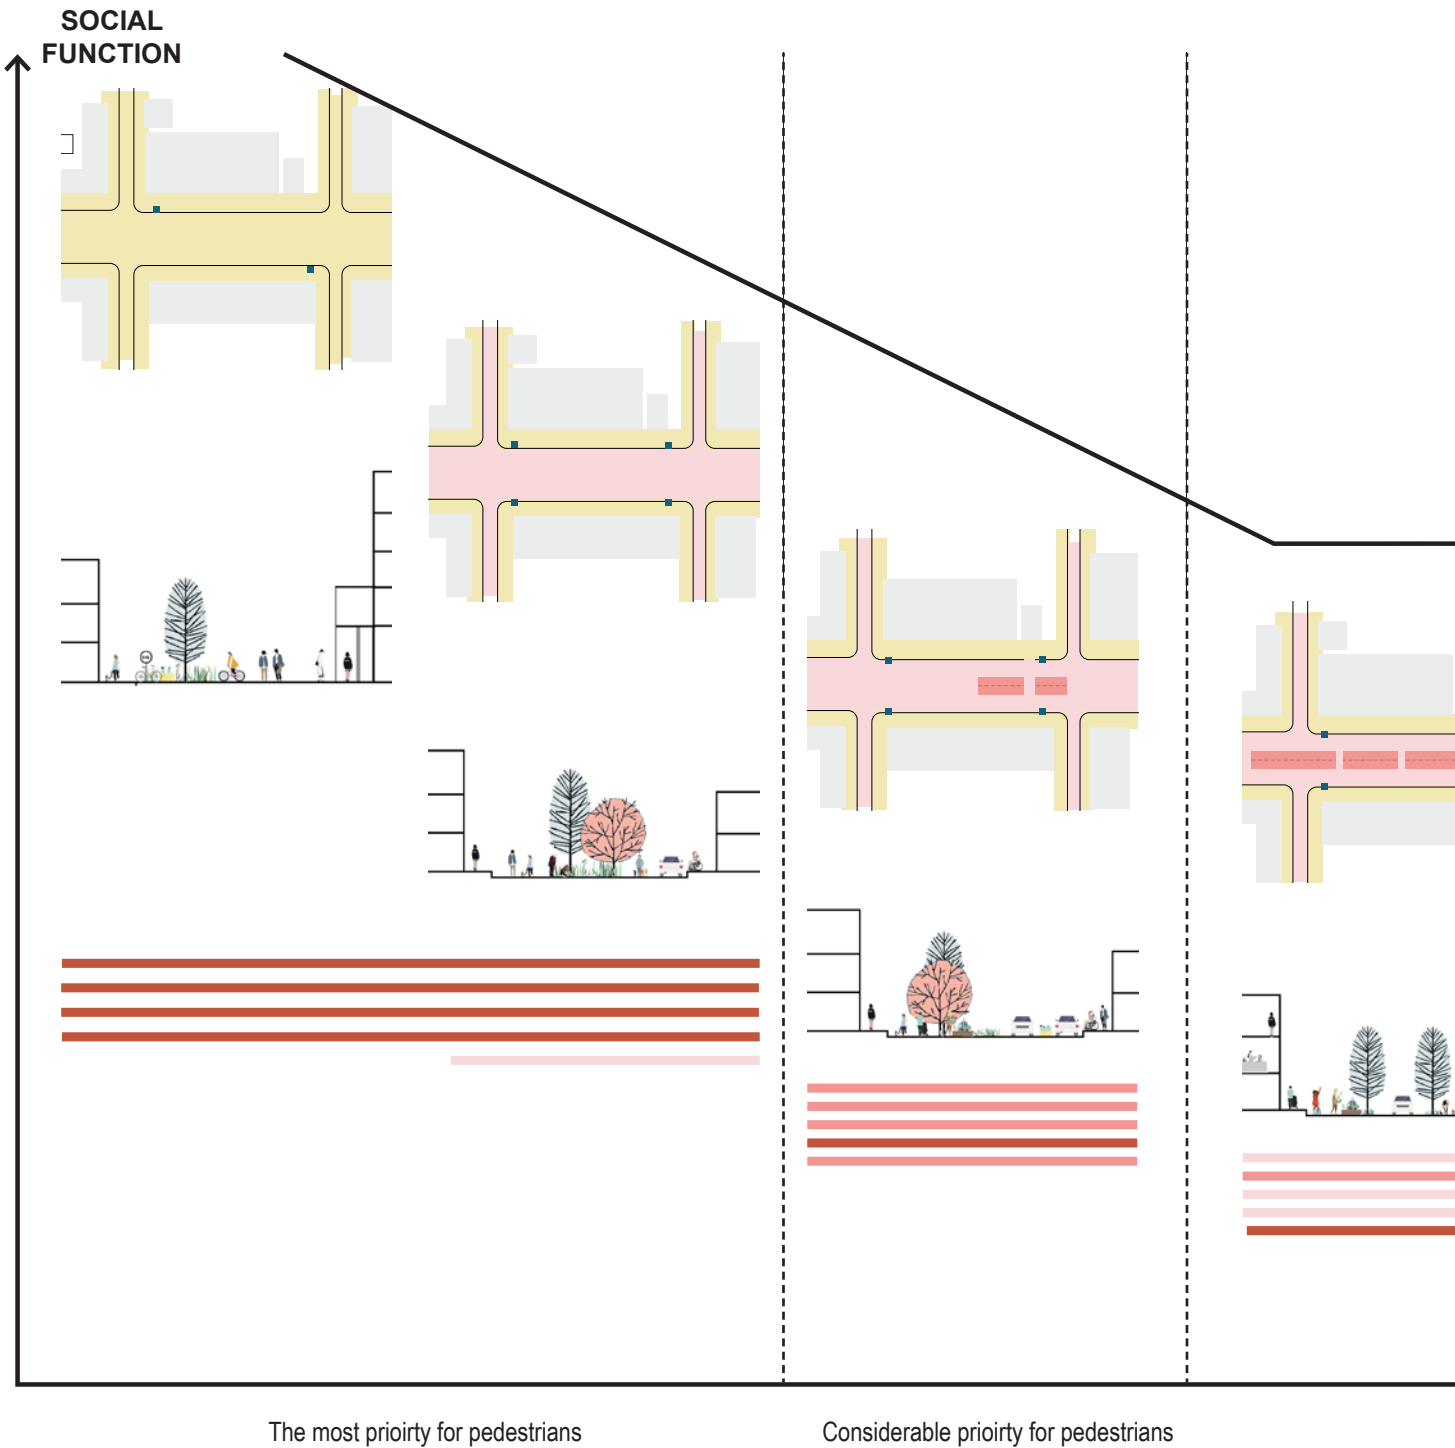 SOCIAL
FUNCTION
The most prioirty for pedestrians
Considerable prioirty for pedestrians